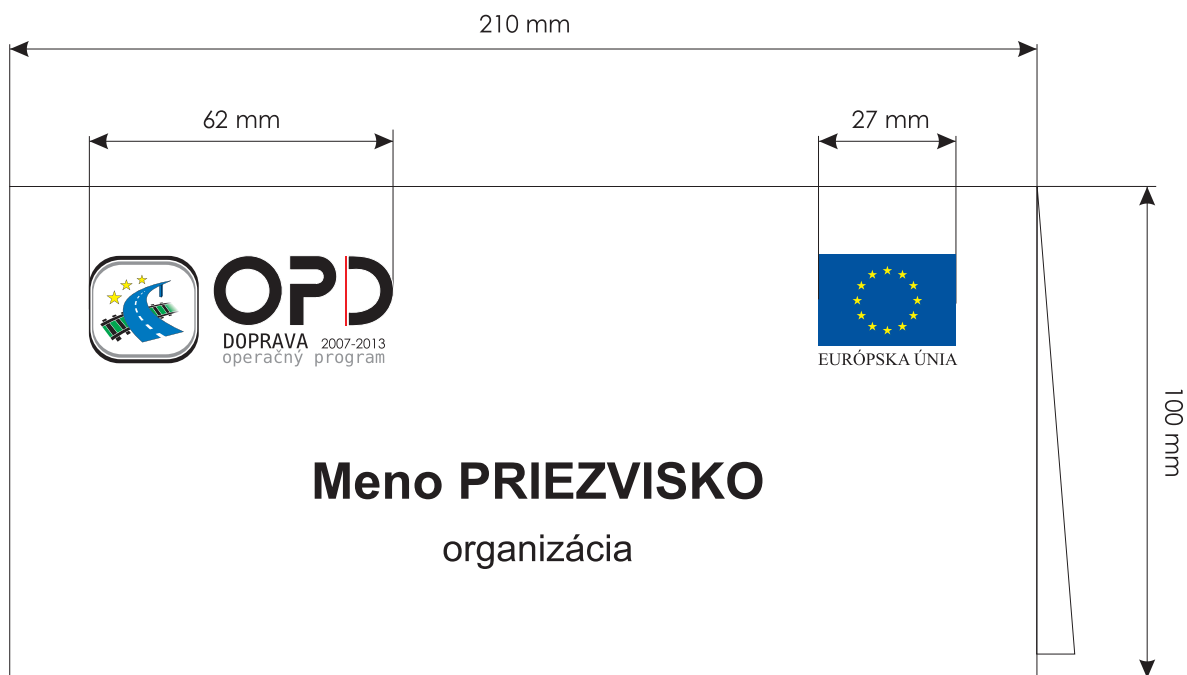 210 mm
62 mm
27 mm
OPD
DOPRAVA 2007-2013
operačný program
EURÓPSKA ÚNIA
100 mm
Meno PRIEZVISKO
organizácia